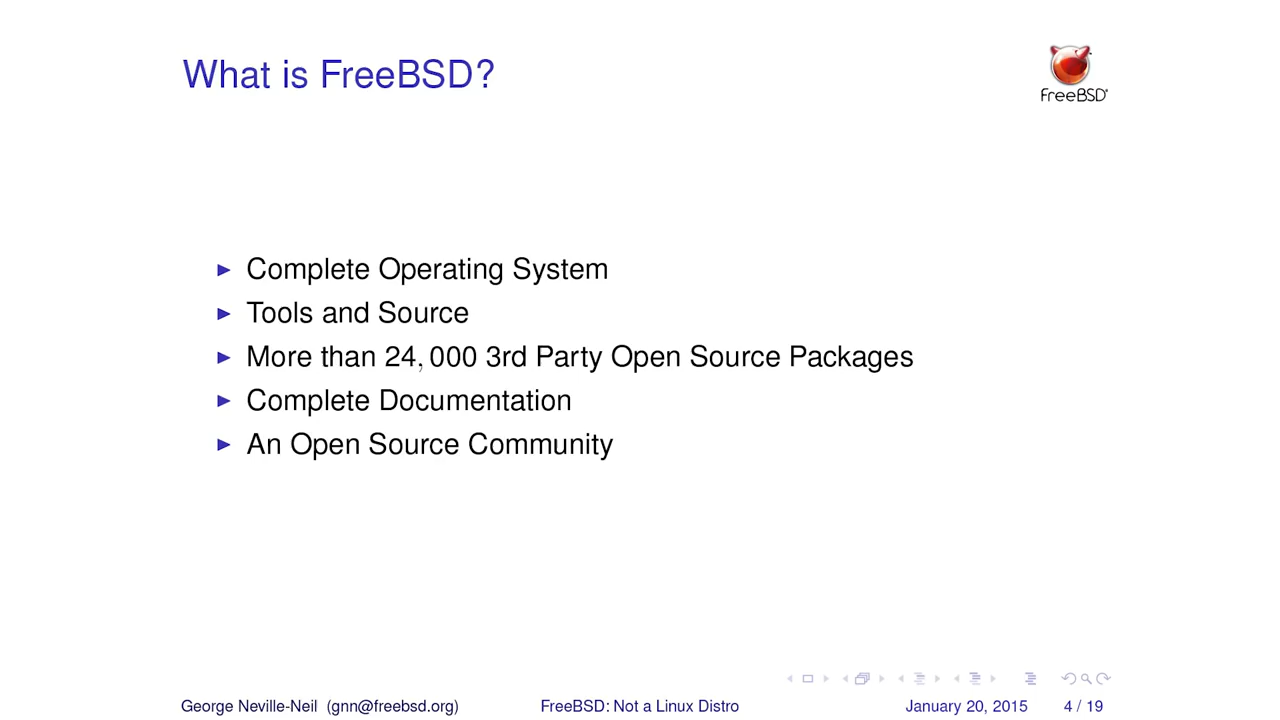 What is FreeBSD?
FreeBSD
Complete Operating System
Tools and Source
More than 24, 000 3rd Party Open Source Packages
Complete Documentation
An Open Source Community
George Neville-Neil (gnn@freebsd.org) FreeBSD: Not a Linux Distro January 20, 2015 4 / 19